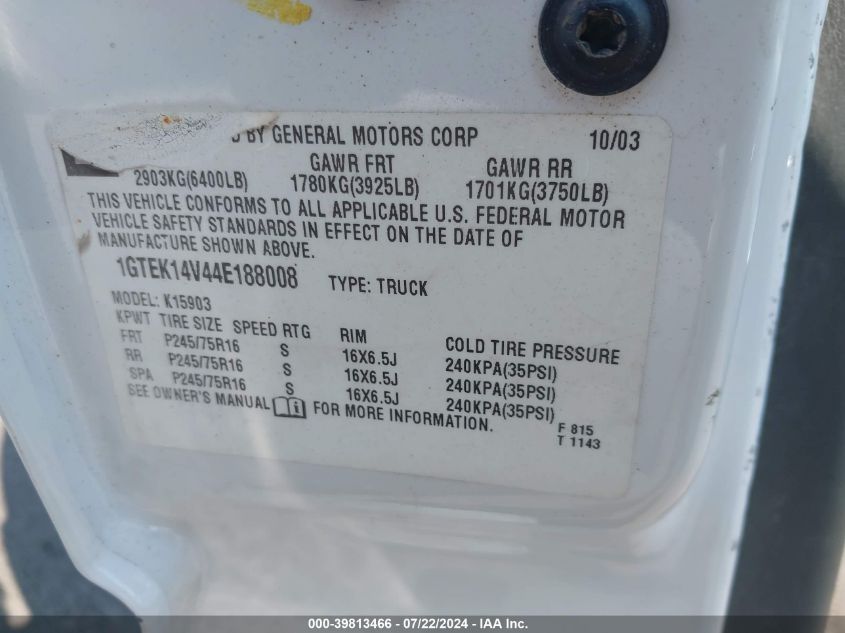 BY GENERAL MOTORS CORP 10/03
GAWR FRT GAWR RR
2903KG(6400LB) 1780KG(3925LB) 1701KG(3750LB)
THIS VEHICLE CONFORMS TO ALL APPLICABLE U.S. FEDERAL MOTOR
VEHICLE SAFETY STANDARDS IN EFFECT ON THE DATE OF
MANUFACTURE SHOWN ABOVE.
1GTEK14V44E188008 TYPE: TRUCK
MODEL: K15903
KPWT TIRE SIZE SPEED RTG RIM COLD TIRE PRESSURE
FRT P245/75R16 S 16X6.5J 240KPA(35PSI)
RR P245/75R16 S 16X6.5J 240KPA(35PSI)
SPA P245/75R16 S 16X6.5J 240KPA(35PSI)
SEE OWNER'S MANUAL FOR MORE INFORMATION.
F 815
T 1143
000-39813466 - 07/22/2024 - IAA Inc.